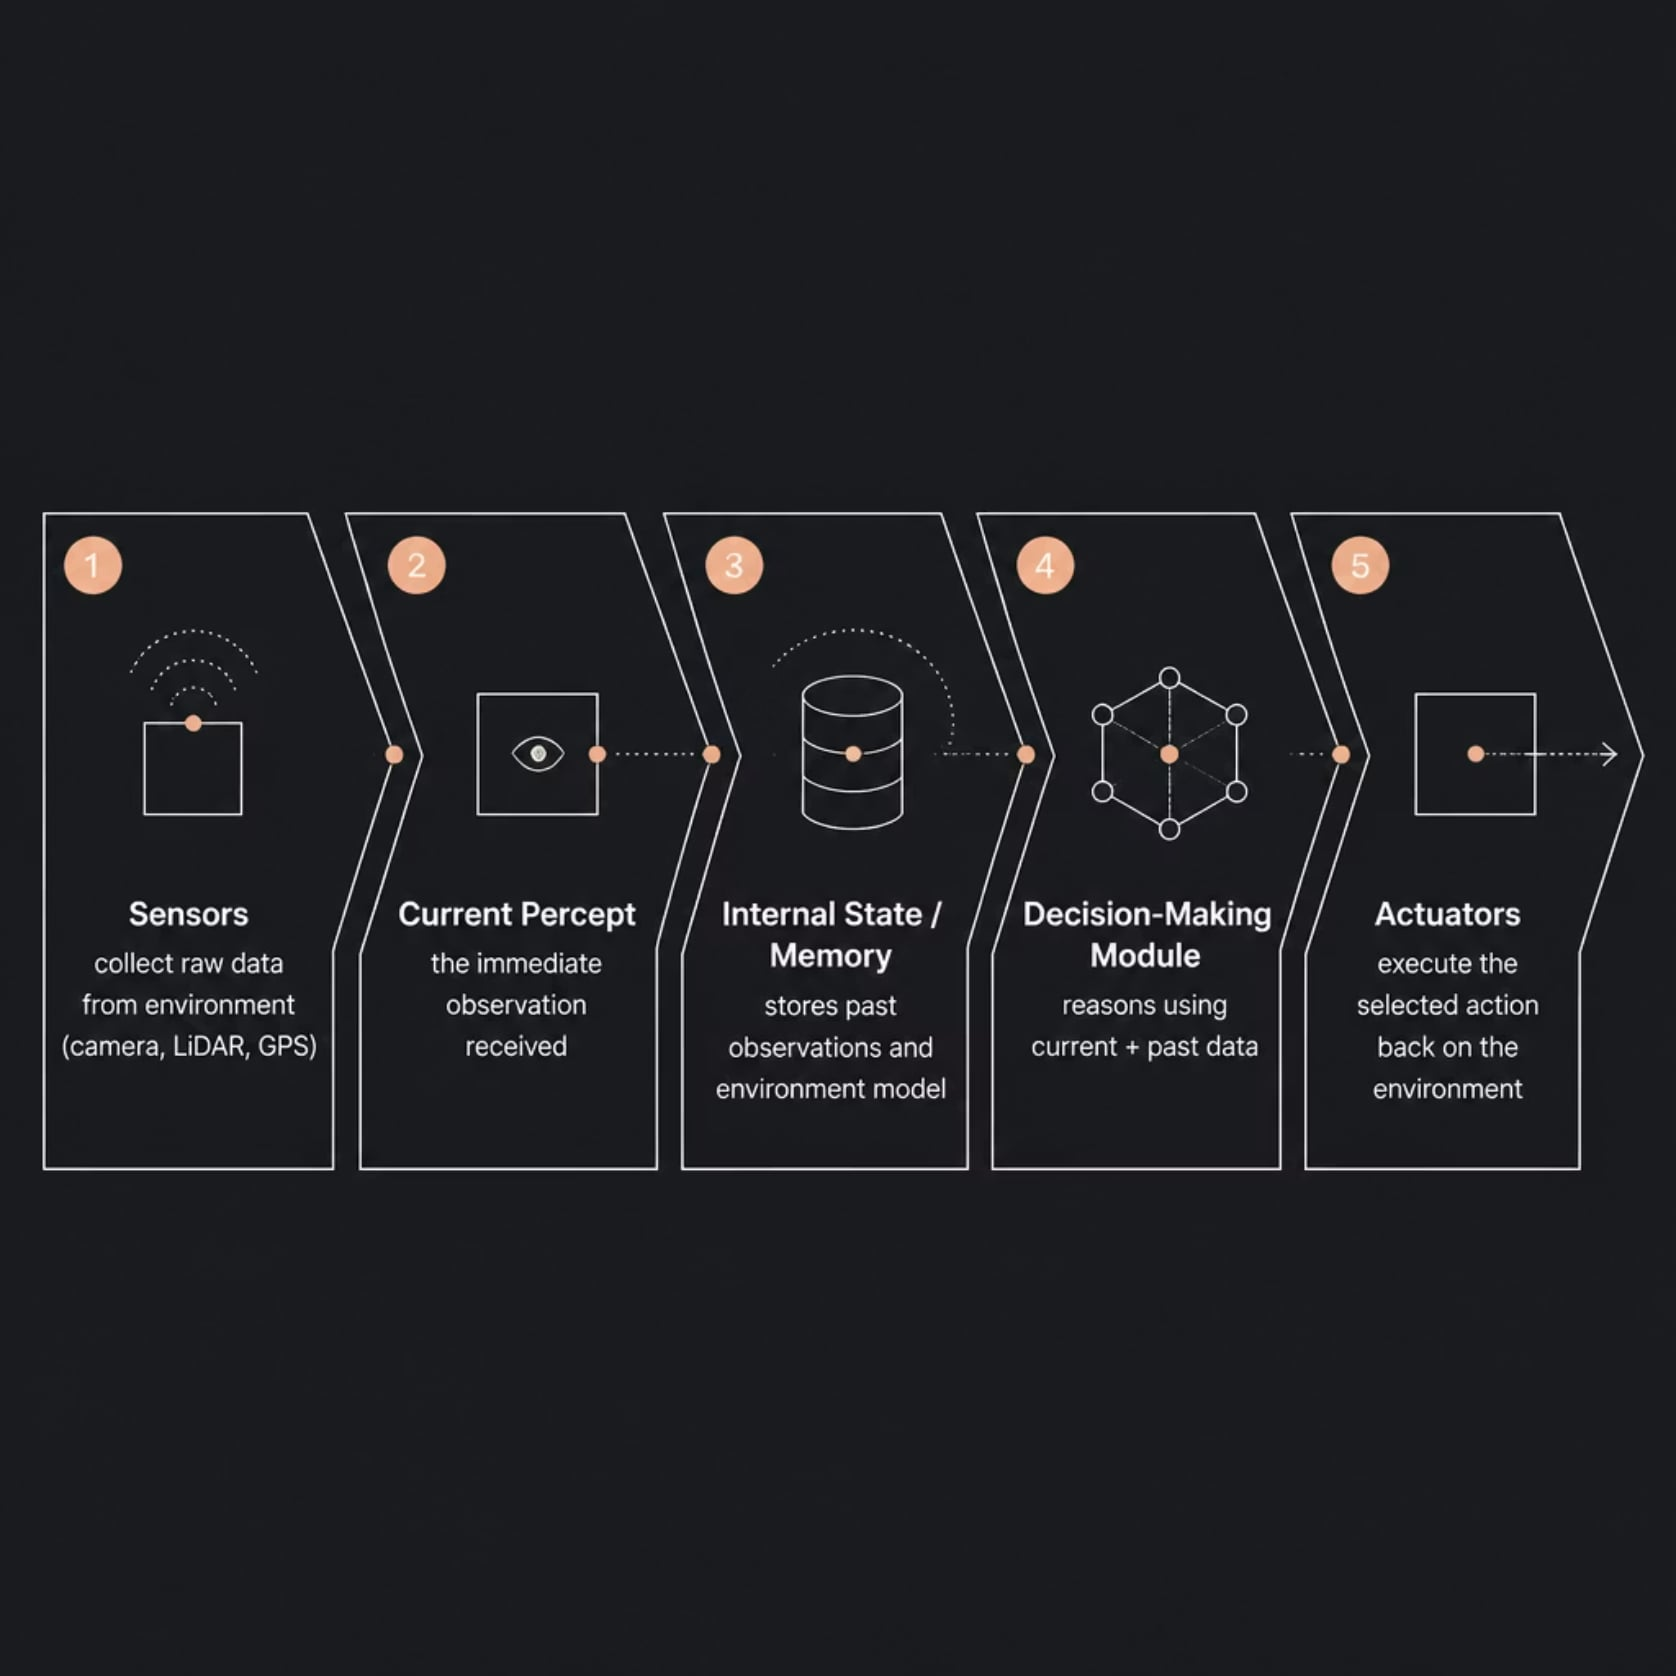 1
Sensors
collect raw data
from environment
(camera, LiDAR, GPS)
2
Current Percept
the immediate
observation
received
3
Internal State /
Memory
stores past
observations and
environment model
4
Decision-Making
Module
reasons using
current + past data
5
Actuators
execute the
selected action
back on the
environment